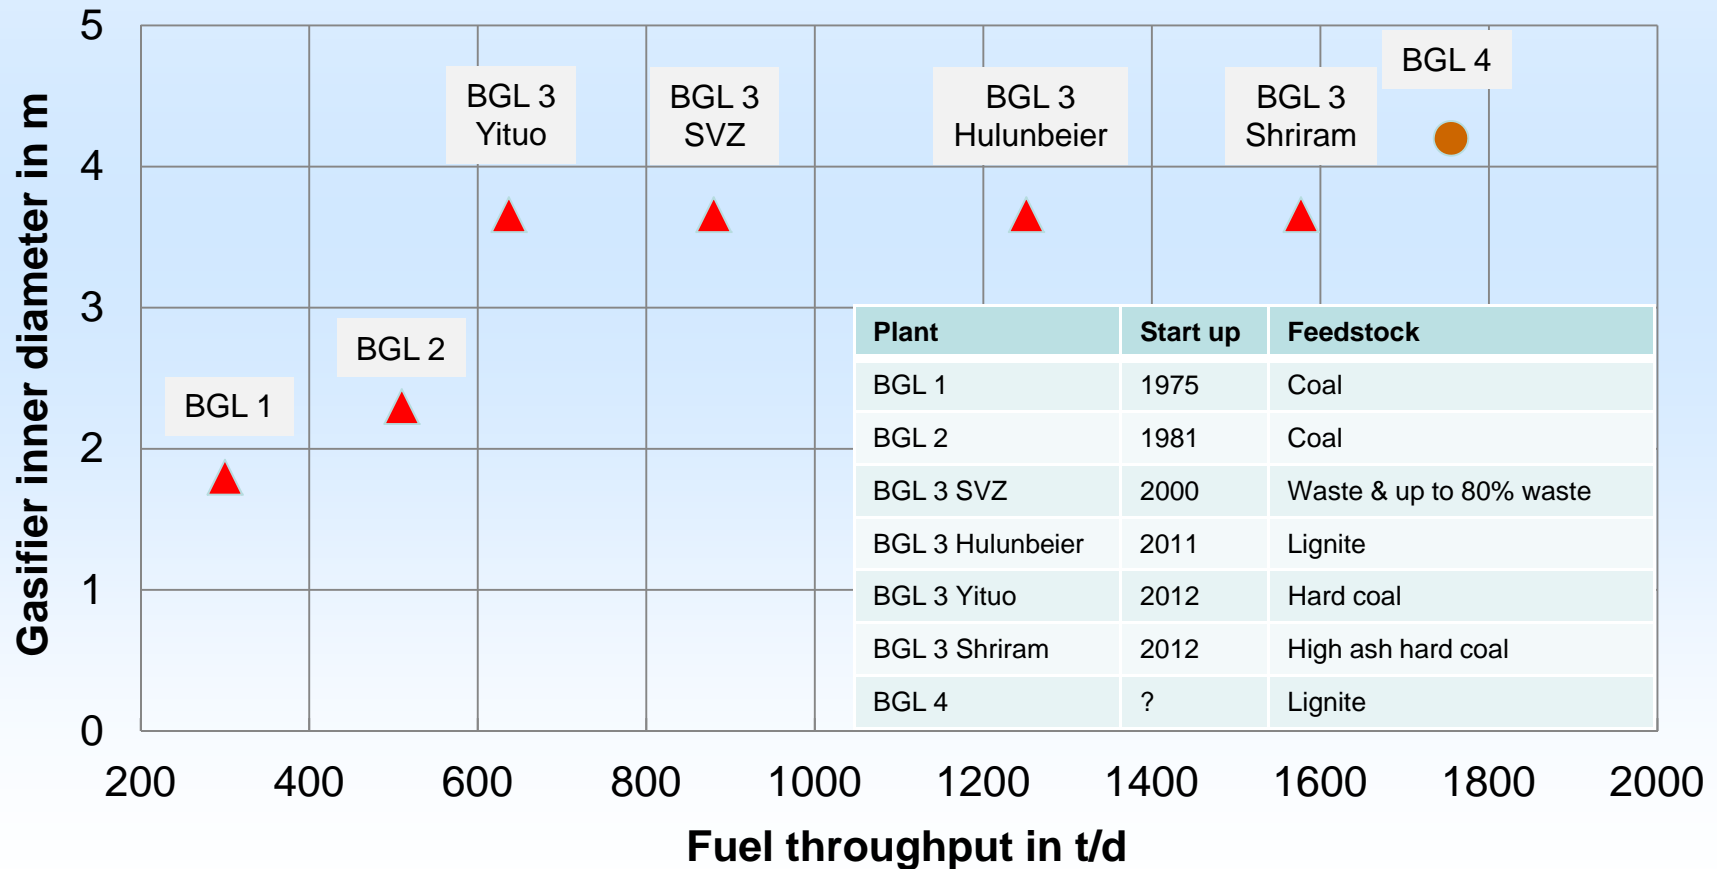 Gasifier inner diameter in m
5
4
3
2
1
0
BGL 1
BGL 2
BGL 3
Yituo
BGL 3
SVZ
BGL 3
Hulunbeier
BGL 3
Shriram
BGL 4
Plant Start up Feedstock
BGL 1 1975 Coal
BGL 2 1981 Coal
BGL 3 SVZ 2000 Waste & up to 80% waste
BGL 3 Hulunbeier 2011 Lignite
BGL 3 Yituo 2012 Hard coal
BGL 3 Shriram 2012 High ash hard coal
BGL 4 ? Lignite
200 400 600 800 1000 1200 1400 1600 1800 2000
Fuel throughput in t/d